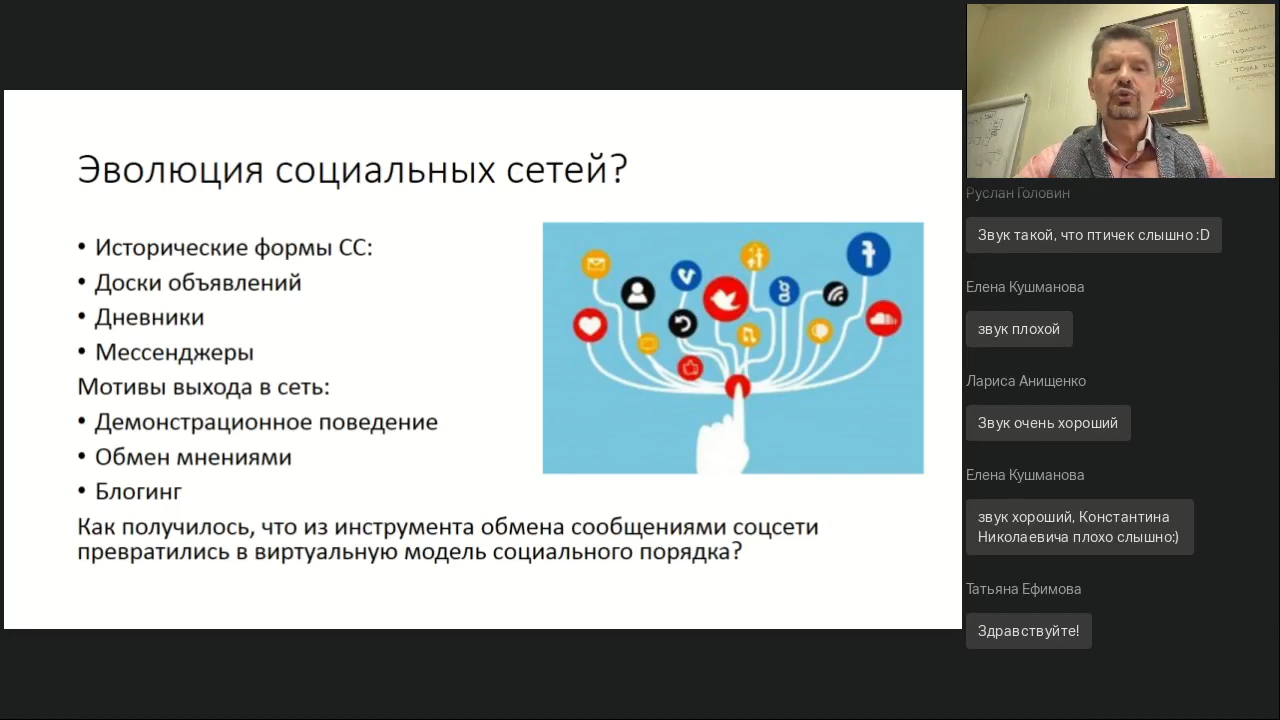 Эволюция социальных сетей?
• Исторические формы СС:
• Доски объявлений
• Дневники
• Мессенджеры
Мотивы выхода в сеть:
• Демонстрационное поведение
• Обмен мнениями
• Блогинг
Как получилось, что из инструмента обмена сообщениями соцсети
превратились в виртуальную модель социального порядка?
Руслан Головин
Звук такой, что птичек слышно :D
Елена Кушманова
звук плохой
Лариса Анищенко
Звук очень хороший
Елена Кушманова
звук хороший, Константина
Николаевича плохо слышно:)
Татьяна Ефимова
Здравствуйте!